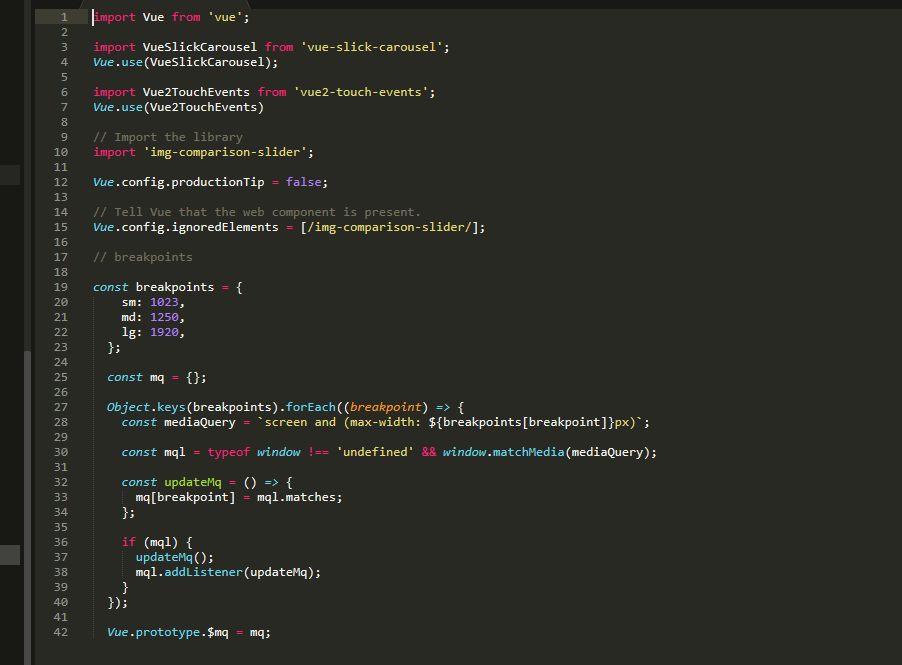 1 import Vue from 'vue';
2
3 import VueSlickCarousel from 'vue-slick-carousel';
4 Vue.use(VueSlickCarousel);
5
6 import Vue2TouchEvents from 'vue2-touch-events';
7 Vue.use(Vue2TouchEvents)
8
9 // Import the library
10 import 'img-comparison-slider';
11
12 Vue.config.productionTip = false;
13
14 // Tell Vue that the web component is present.
15 Vue.config.ignoredElements = [/img-comparison-slider/];
16
17 // breakpoints
18
19 const breakpoints = {
20     sm: 1023,
21     md: 1250,
22     lg: 1920,
23   };
24
25   const mq = {};
26
27   Object.keys(breakpoints).forEach((breakpoint) => {
28     const mediaQuery = `screen and (max-width: ${breakpoints[breakpoint]}px)`;
29
30     const mql = typeof window !== 'undefined' && window.matchMedia(mediaQuery);
31
32     const updateMq = () => {
33       mq[breakpoint] = mql.matches;
34     };
35
36     if (mql) {
37       updateMq();
38       mql.addListener(updateMq);
39     }
40   });
41
42   Vue.prototype.$mq = mq;